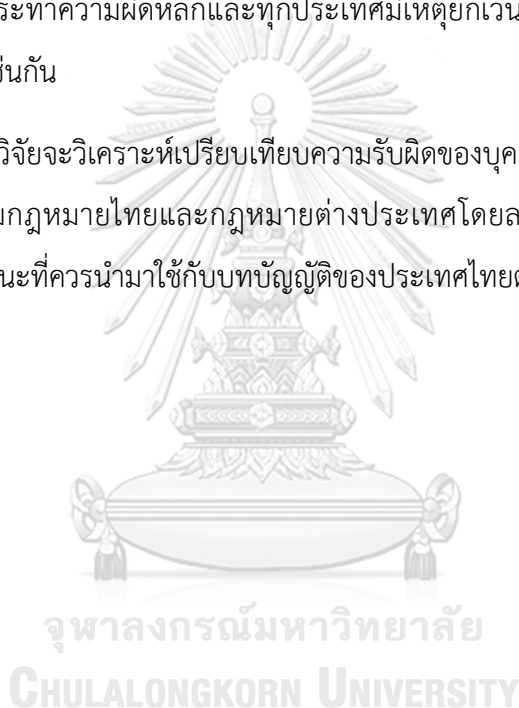 ระทำความผิดหลักและทุกประเทศมีเหตุยกเว้น
ช่นกัน
วิจัยจะวิเคราะห์เปรียบเทียบความรับผิดของบุค
มกฎหมายไทยและกฎหมายต่างประเทศโดยล
นะที่ควรนำมาใช้กับบทบัญญัติของประเทศไทยต
จุฬาลงกรณ์มหาวิทยาลัย
CHULALONGKORN UNIVERSITY